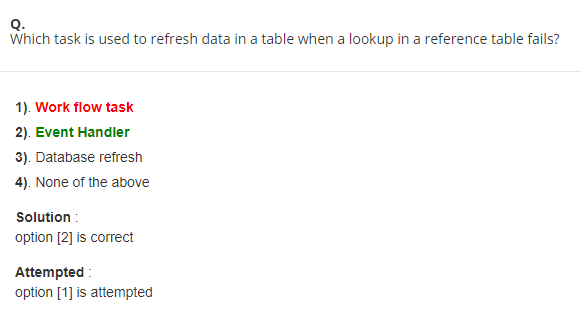 Q.
Which task is used to refresh data in a table when a lookup in a reference table fails?
1). Work flow task
2). Event Handler
3). Database refresh
4). None of the above
Solution :
option [2] is correct
Attempted :
option [1] is attempted